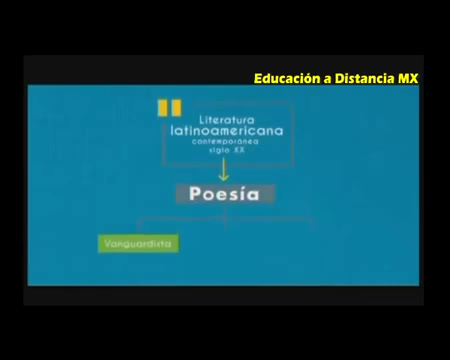 Educación a Distancia MX
Literatura
latinoamericana
contemporánea
siglo XX
Poesía
Vanguardista